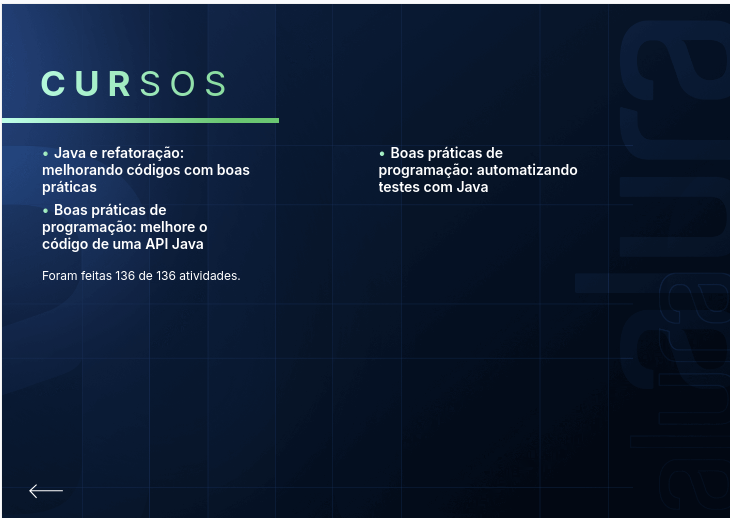 CURSOS
• Java e refatoração:
melhorando códigos com boas
práticas
• Boas práticas de
programação: melhore o
código de uma API Java
Foram feitas 136 de 136 atividades.
• Boas práticas de
programação: automatizando
testes com Java
alura
alura